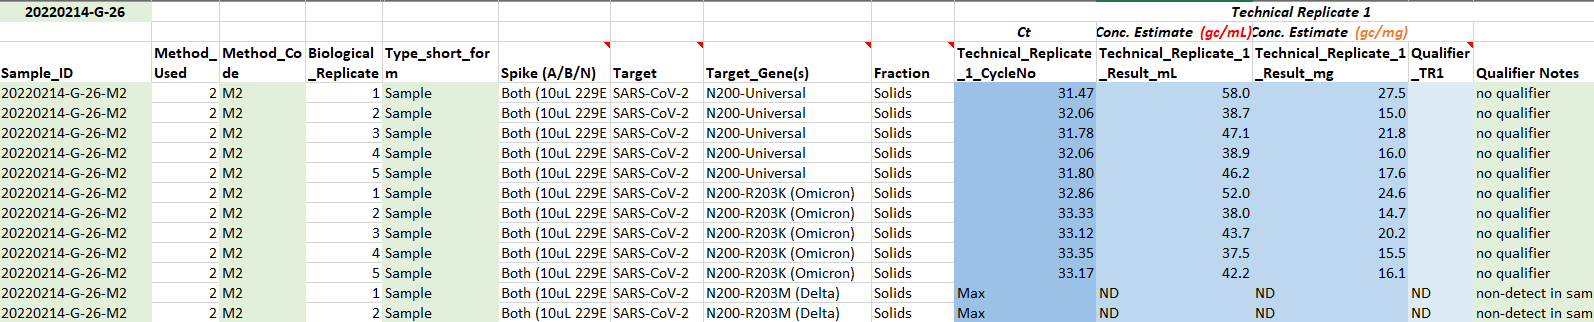 20220214-G-26 Technical Replicate 1
Ct Conc. Estimate (gc/mL) Conc. Estimate (gc/mg)
Method_ Method_Co Biological Type_short_for Technical_Replicate Technical_Replicate_1 Technical_Replicate_1 Qualifier
Sample_ID Used de _Replicate m Spike (A/B/N) Target Target_Gene(s) Fraction _1_CycleNo _Result_mL _Result_mg _TR1 Qualifier Notes
20220214-G-26-M2 2 M2 1 Sample Both (10uL 229E SARS-CoV-2 N200-Universal Solids 31.47 58.0 27.5 no qualifier
20220214-G-26-M2 2 M2 2 Sample Both (10uL 229E SARS-CoV-2 N200-Universal Solids 32.06 38.7 15.0 no qualifier
20220214-G-26-M2 2 M2 3 Sample Both (10uL 229E SARS-CoV-2 N200-Universal Solids 31.78 47.1 21.8 no qualifier
20220214-G-26-M2 2 M2 4 Sample Both (10uL 229E SARS-CoV-2 N200-Universal Solids 32.06 38.9 16.0 no qualifier
20220214-G-26-M2 2 M2 5 Sample Both (10uL 229E SARS-CoV-2 N200-Universal Solids 31.80 46.2 17.6 no qualifier
20220214-G-26-M2 2 M2 1 Sample Both (10uL 229E SARS-CoV-2 N200-R203K (Omicron) Solids 32.86 52.0 24.6 no qualifier
20220214-G-26-M2 2 M2 2 Sample Both (10uL 229E SARS-CoV-2 N200-R203K (Omicron) Solids 33.33 38.0 14.7 no qualifier
20220214-G-26-M2 2 M2 3 Sample Both (10uL 229E SARS-CoV-2 N200-R203K (Omicron) Solids 33.12 43.7 20.2 no qualifier
20220214-G-26-M2 2 M2 4 Sample Both (10uL 229E SARS-CoV-2 N200-R203K (Omicron) Solids 33.35 37.5 15.5 no qualifier
20220214-G-26-M2 2 M2 5 Sample Both (10uL 229E SARS-CoV-2 N200-R203K (Omicron) Solids 33.17 42.2 16.1 no qualifier
20220214-G-26-M2 2 M2 1 Sample Both (10uL 229E SARS-CoV-2 N200-R203M (Delta) Solids Max ND ND ND non-detect in sam
20220214-G-26-M2 2 M2 2 Sample Both (10uL 229E SARS-CoV-2 N200-R203M (Delta) Solids Max ND ND ND non-detect in sam